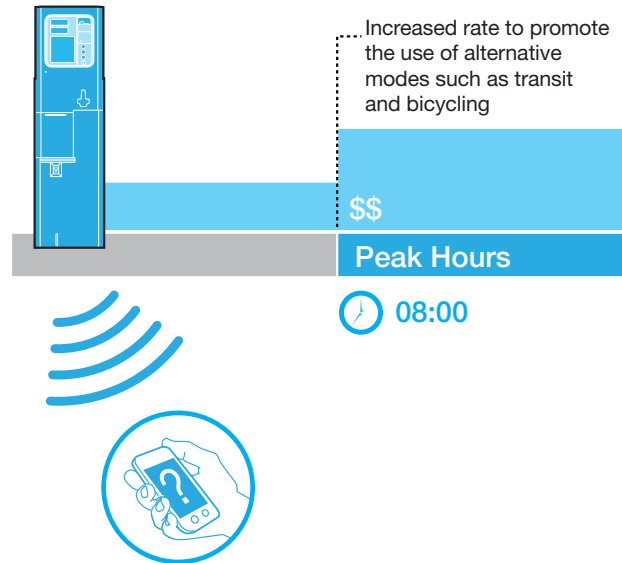 Increased rate to promote
the use of alternative
modes such as transit
and bicycling
$$
Peak Hours
08:00
?